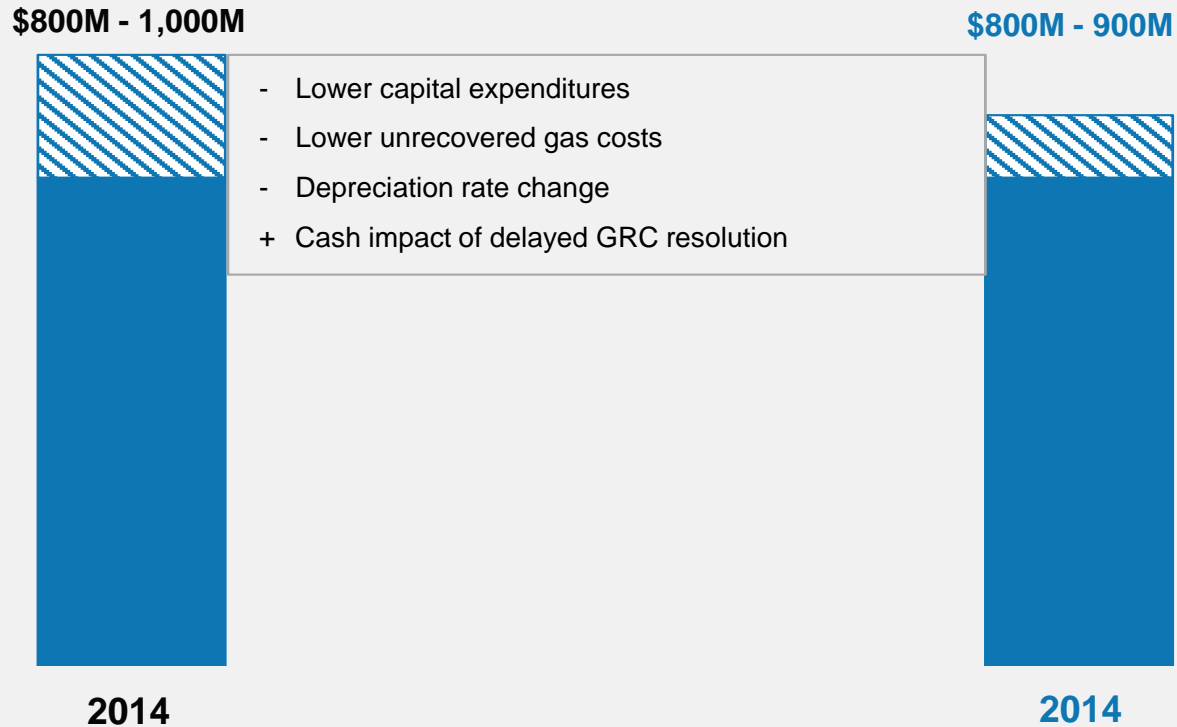 $800M - 1,000M
$800M - 900M
- Lower capital expenditures
- Lower unrecovered gas costs
- Depreciation rate change
+ Cash impact of delayed GRC resolution
2014
2014